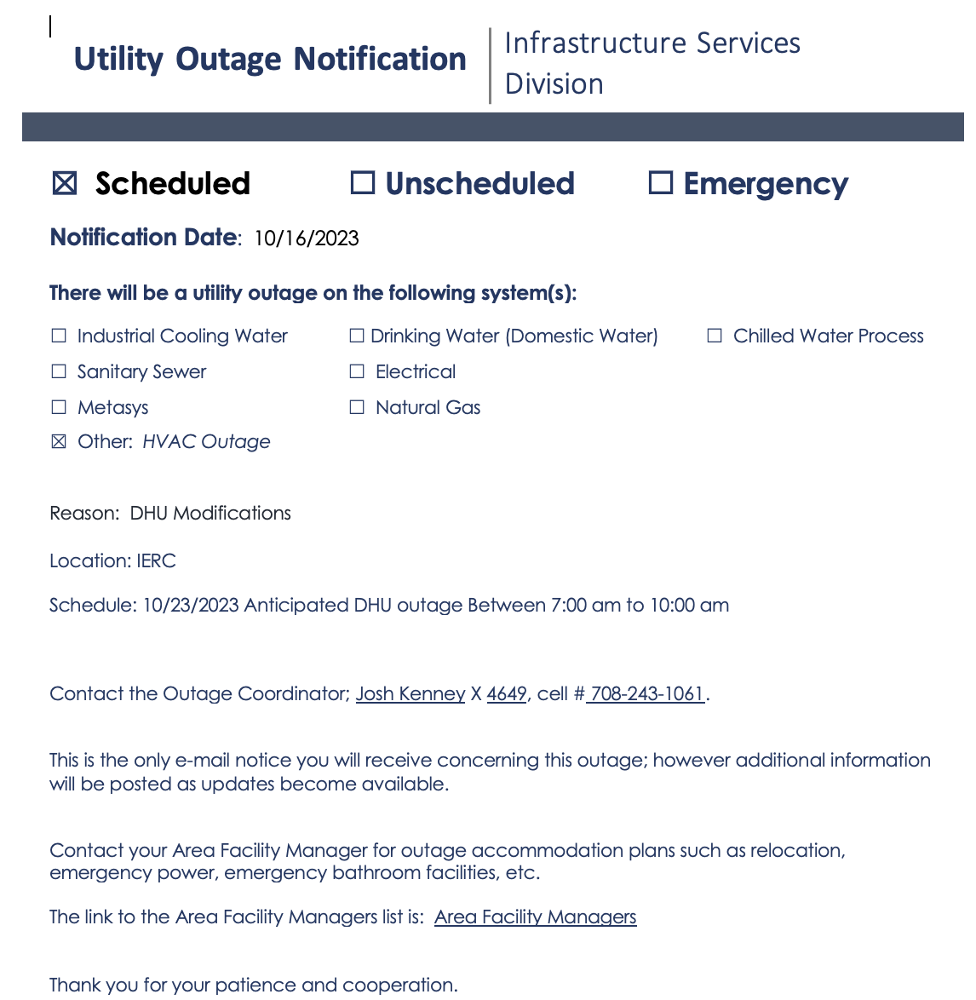 Utility Outage Notification
Infrastructure Services
Division
☒ Scheduled ☐ Unscheduled ☐ Emergency
Notification Date: 10/16/2023
There will be a utility outage on the following system(s):
☐ Industrial Cooling Water ☐ Drinking Water (Domestic Water) ☐ Chilled Water Process
☐ Sanitary Sewer ☐ Electrical
☐ Metasys ☐ Natural Gas
☒ Other: HVAC Outage
Reason: DHU Modifications
Location: IERC
Schedule: 10/23/2023 Anticipated DHU outage Between 7:00 am to 10:00 am
Contact the Outage Coordinator; Josh Kenney X 4649, cell # 708-243-1061.
This is the only e-mail notice you will receive concerning this outage; however additional information
will be posted as updates become available.
Contact your Area Facility Manager for outage accommodation plans such as relocation,
emergency power, emergency bathroom facilities, etc.
The link to the Area Facility Managers list is: Area Facility Managers
Thank you for your patience and cooperation.